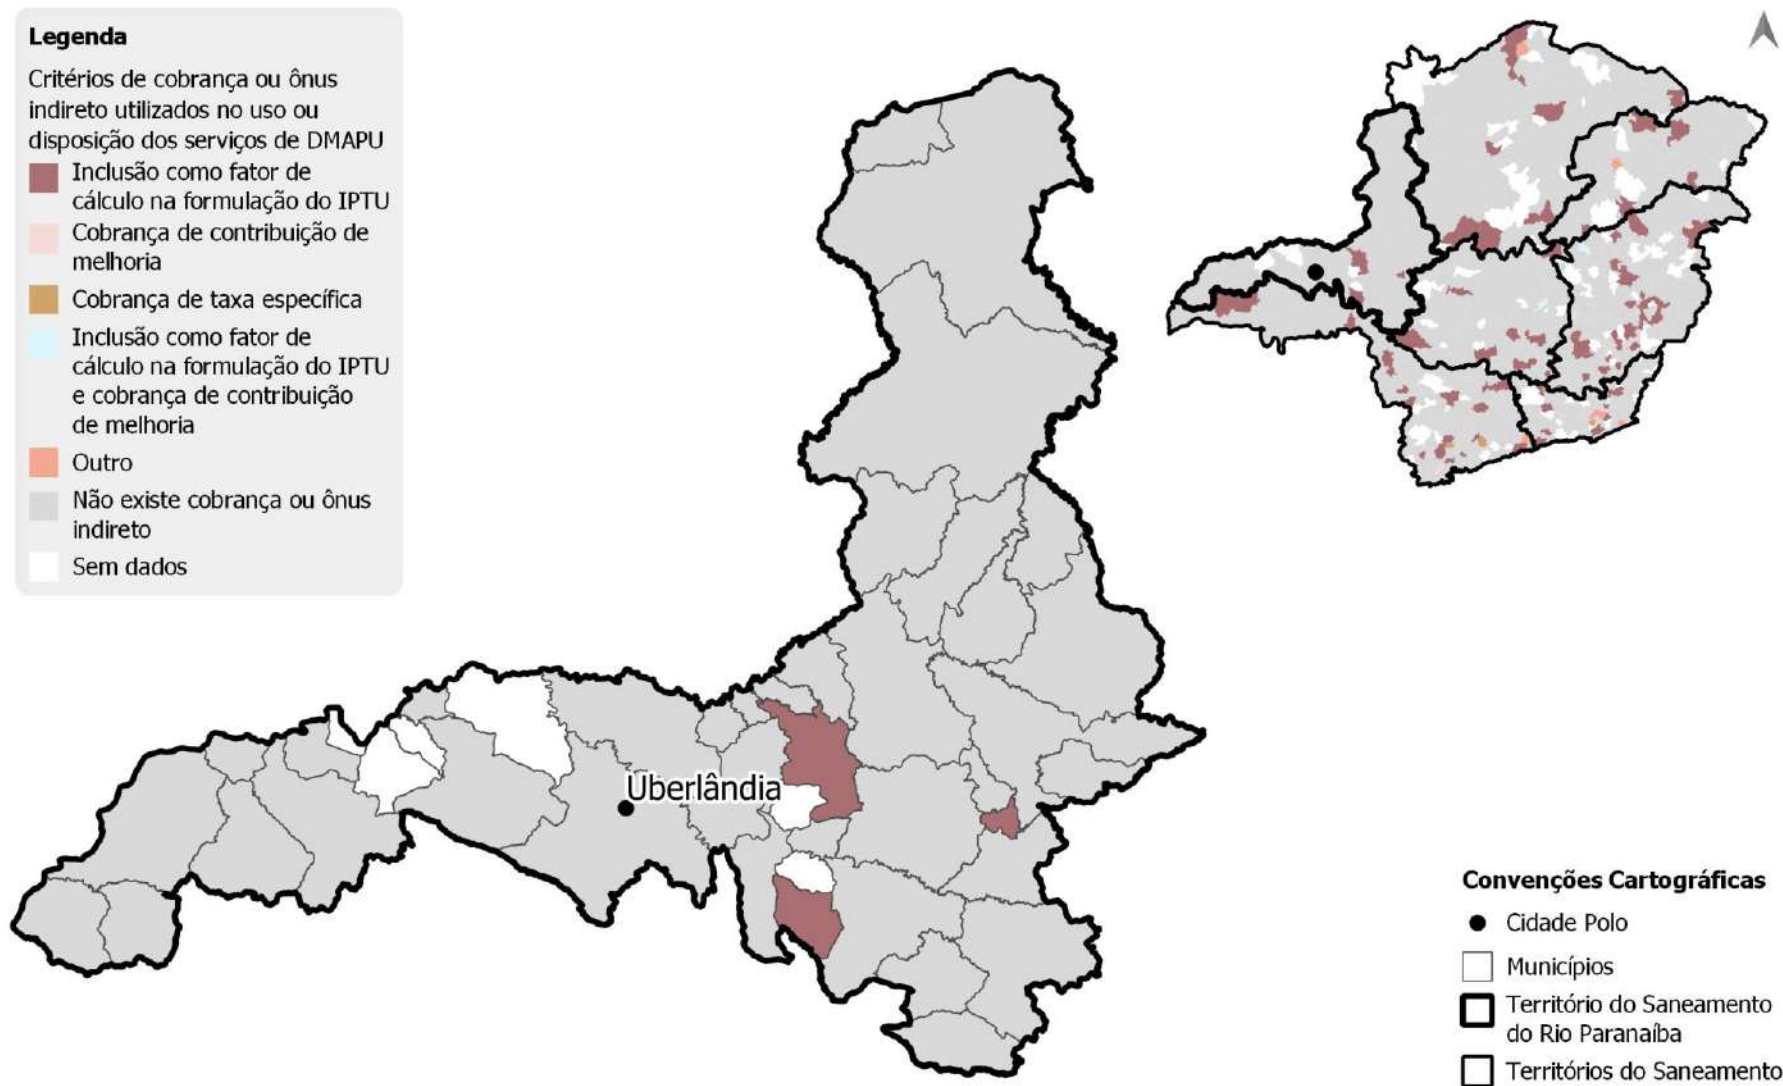 Legenda
Critérios de cobrança ou ônus
indireto utilizados no uso ou
disposição dos serviços de DMAPU
Inclusão como fator de
cálculo na formulação do IPTU
Cobrança de contribuição de
melhoria
Cobrança de taxa específica
Inclusão como fator de
cálculo na formulação do IPTU
e cobrança de contribuição
de melhoria
Outro
Não existe cobrança ou ônus
indireto
Sem dados
Uberlândia
Convenções Cartográficas
Cidade Polo
Municípios
Território do Saneamento
do Rio Paranaíba
Territórios do Saneamento